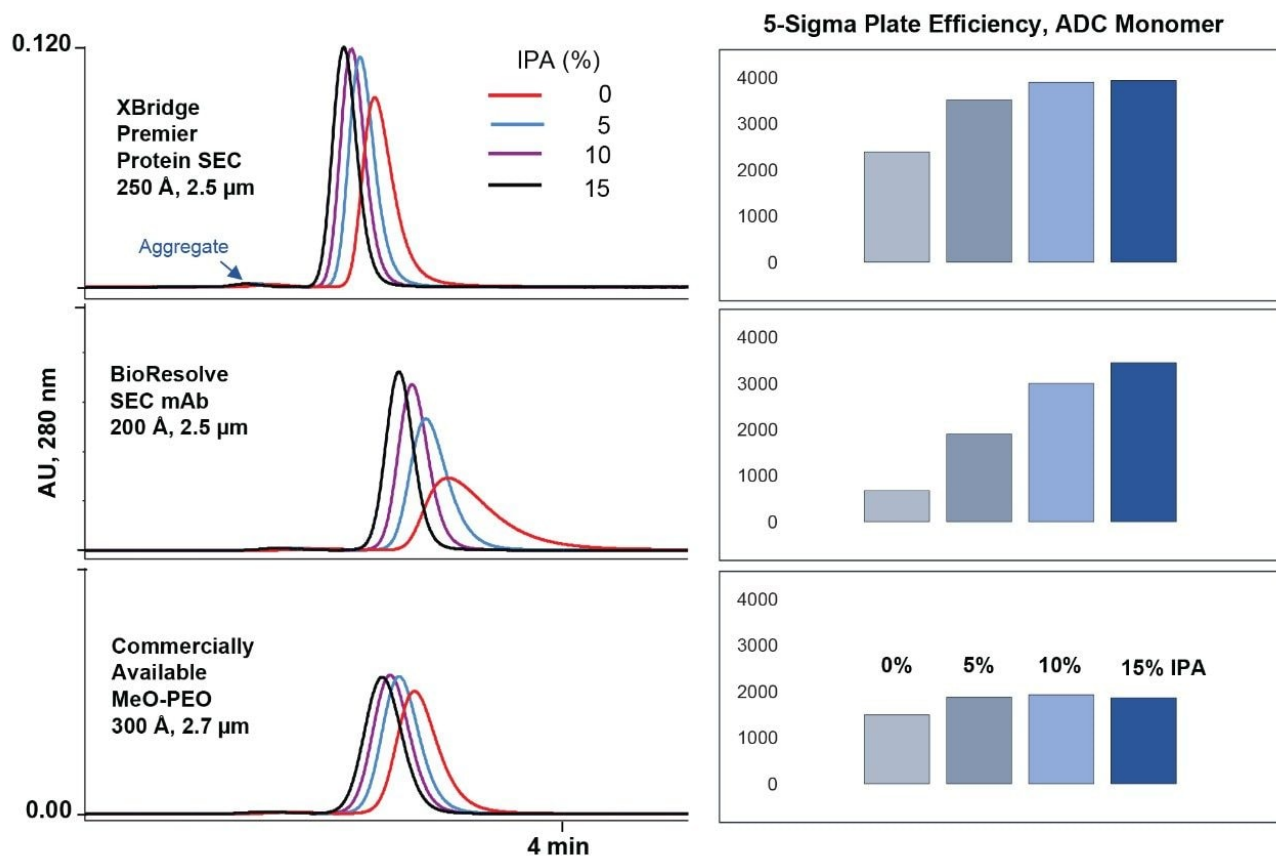 5-Sigma Plate Efficiency, ADC Monomer
0.120
XBridge
Premier
Protein SEC
250 Å, 2.5 µm
Aggregate
IPA (%)
0
5
10
15
4000
3000
2000
1000
0
AU, 280 nm
BioResolve
SEC mAb
200 Å, 2.5 µm
4000
3000
2000
1000
0
Commercially
Available
MeO-PEO
300 Å, 2.7 µm
0.00
4 min
4000
3000
2000
1000
0
0% 5% 10% 15% IPA